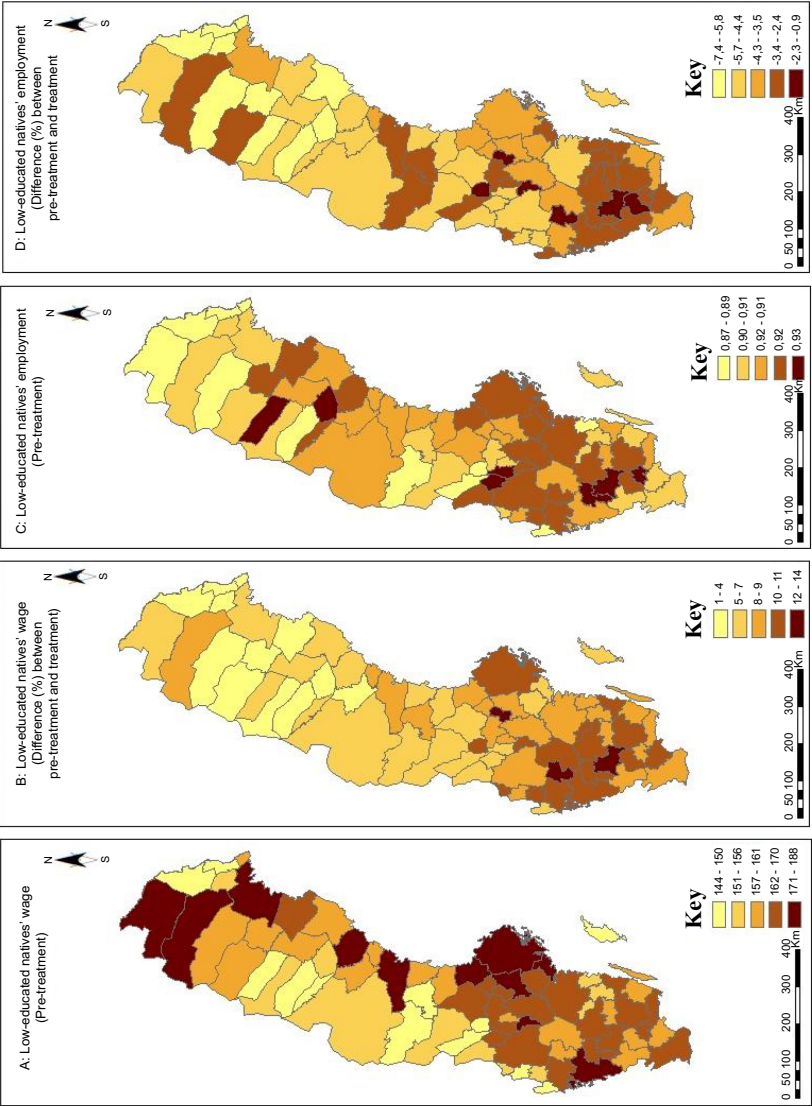 D: Low-educated natives' employment
(Difference (%) between
pre-treatment and treatment
N
S
Key
-7,4 - -5,8
-5,7 - -4,4
-4,3 - -3,5
-3,4 - -2,4
-2,3 - -0,9
0 50 100 200 300 400
Km
C: Low-educated natives' employment
(Pre-treatment)
N
S
Key
0,87 - 0,89
0,90 - 0,91
0,92 - 0,91
0,92
0,93
0 50 100 200 300 400
Km
B: Low-educated natives' wage
(Difference (%) between
pre-treatment and treatment)
N
S
Key
1 - 4
5 - 7
8 - 9
10 - 11
12 - 14
0 50 100 200 300 400
Km
A: Low-educated natives' wage
(Pre-treatment)
N
S
Key
144 - 150
151 - 156
157 - 161
162 - 170
171 - 188
0 50 100 200 300 400
Km